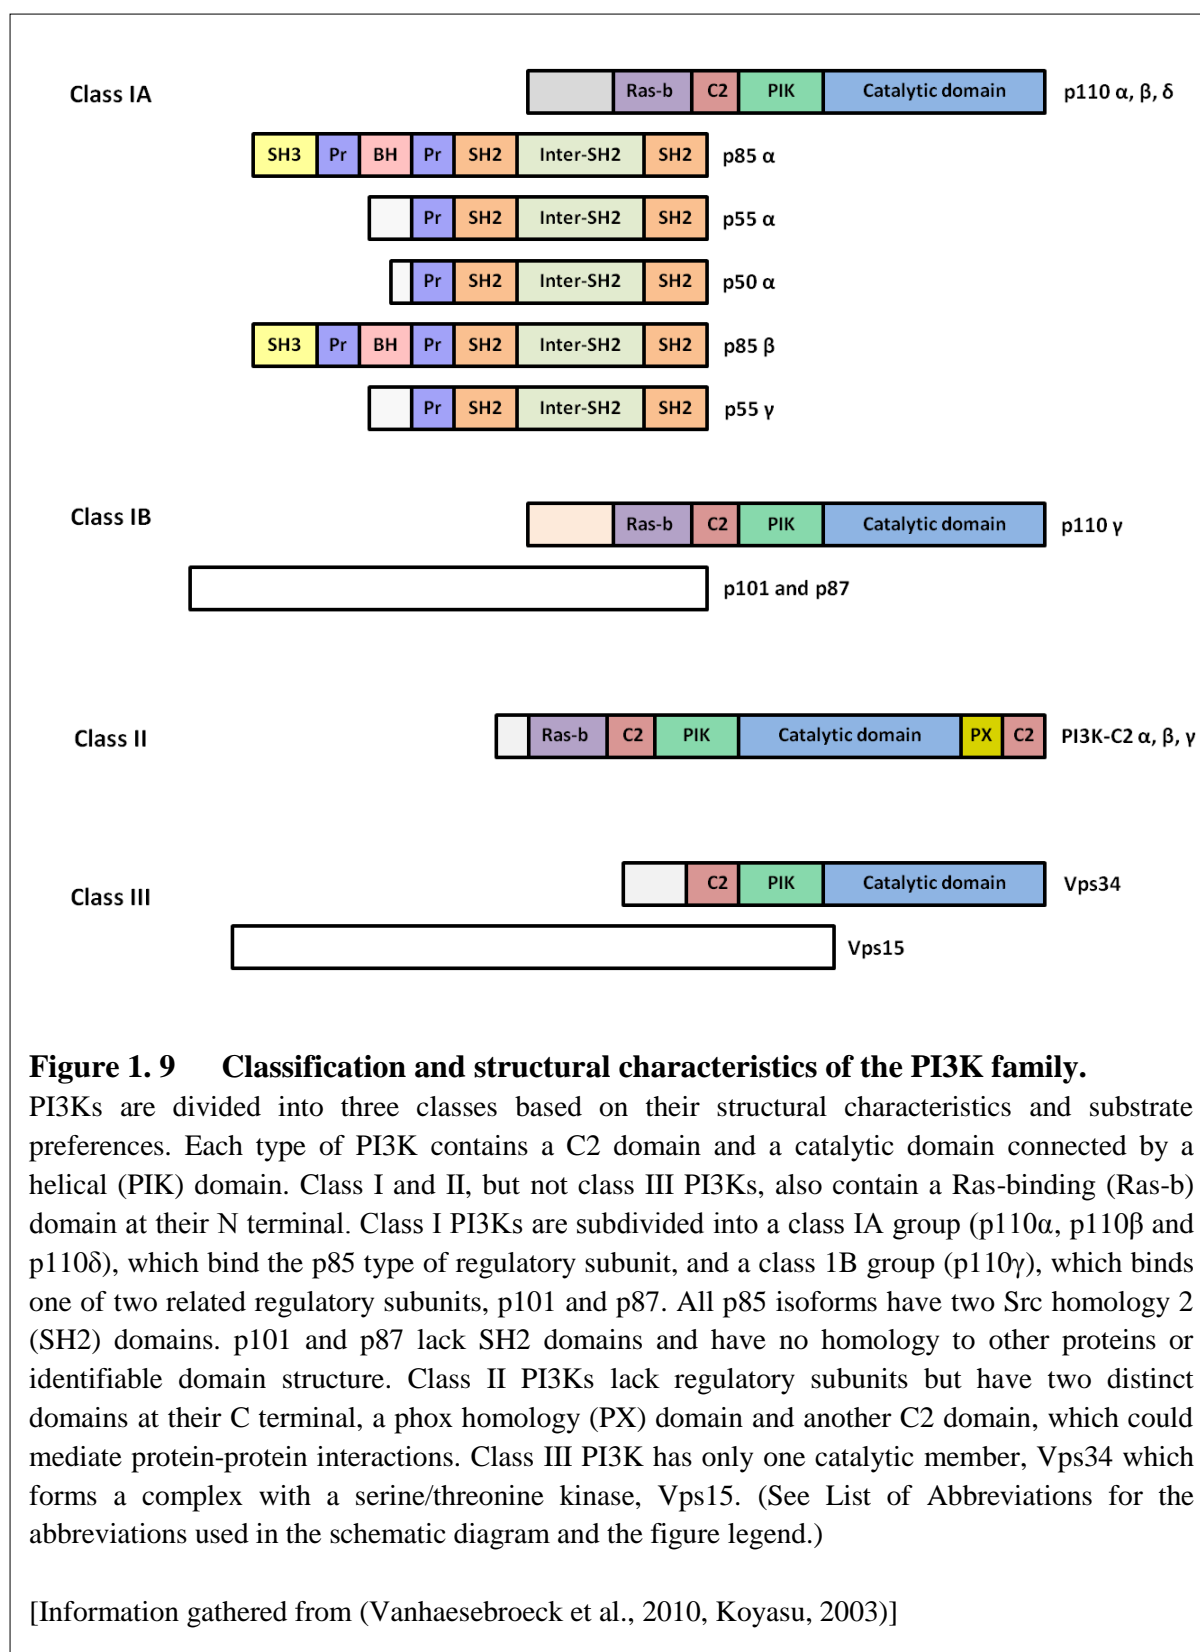 Class IA
Ras-b C2 PIK Catalytic domain p110 α, β, δ
SH3 Pr BH Pr SH2 Inter-SH2 SH2 p85 α
Pr SH2 Inter-SH2 SH2 p55 α
Pr SH2 Inter-SH2 SH2 p50 α
SH3 Pr BH Pr SH2 Inter-SH2 SH2 p85 β
Pr SH2 Inter-SH2 SH2 p55 γ
Class IB
Ras-b C2 PIK Catalytic domain p110 γ
p101 and p87
Class II
Ras-b C2 PIK Catalytic domain PX C2 PI3K-C2 α, β, γ
Class III
C2 PIK Catalytic domain Vps34
Vps15
Figure 1. 9 Classification and structural characteristics of the PI3K family.
PI3Ks are divided into three classes based on their structural characteristics and substrate
preferences. Each type of PI3K contains a C2 domain and a catalytic domain connected by a
helical (PIK) domain. Class I and II, but not class III PI3Ks, also contain a Ras-binding (Ras-b)
domain at their N terminal. Class I PI3Ks are subdivided into a class IA group (p110α, p110β and
p110δ), which bind the p85 type of regulatory subunit, and a class 1B group (p110γ), which binds
one of two related regulatory subunits, p101 and p87. All p85 isoforms have two Src homology 2
(SH2) domains. p101 and p87 lack SH2 domains and have no homology to other proteins or
identifiable domain structure. Class II PI3Ks lack regulatory subunits but have two distinct
domains at their C terminal, a phox homology (PX) domain and another C2 domain, which could
mediate protein-protein interactions. Class III PI3K has only one catalytic member, Vps34 which
forms a complex with a serine/threonine kinase, Vps15. (See List of Abbreviations for the
abbreviations used in the schematic diagram and the figure legend.)
[Information gathered from (Vanhaesebroeck et al., 2010, Koyasu, 2003)]